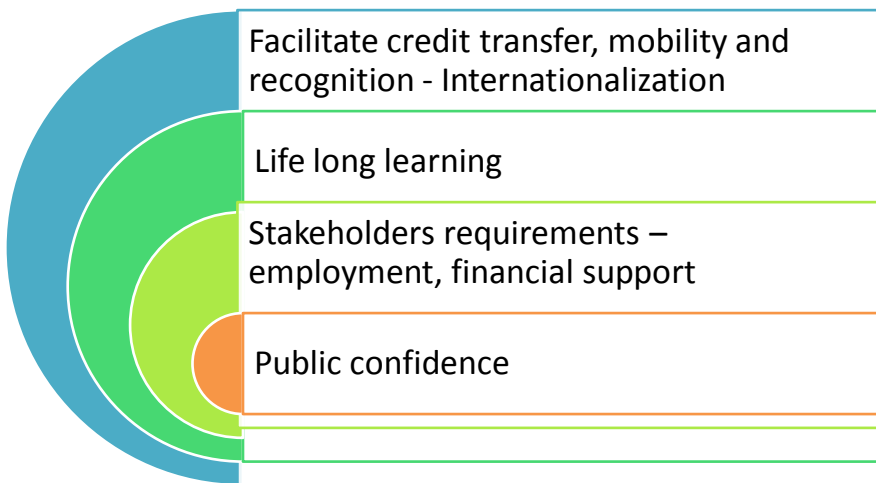 Facilitate credit transfer, mobility and
recognition - Internationalization
Life long learning
Stakeholders requirements –
employment, financial support
Public confidence